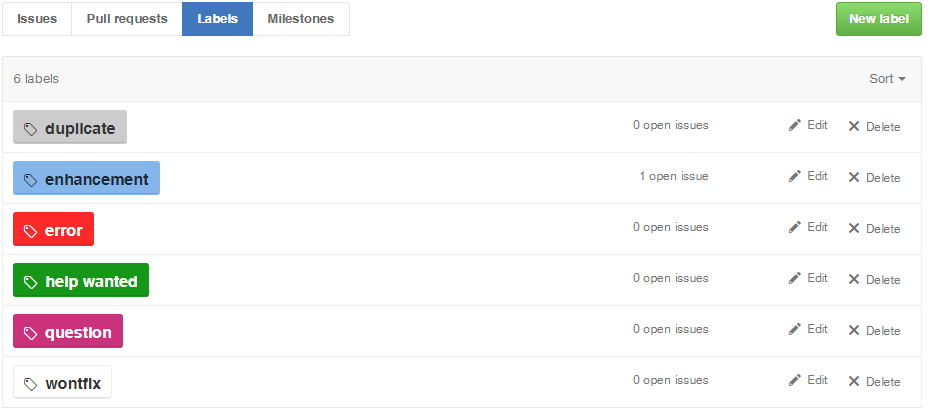 Issues Pull requests Labels Milestones New label
6 labels Sort
duplicate 0 open issues Edit Delete
enhancement 1 open issue Edit Delete
error 0 open issues Edit Delete
help wanted 0 open issues Edit Delete
question 0 open issues Edit Delete
wontfix 0 open issues Edit Delete